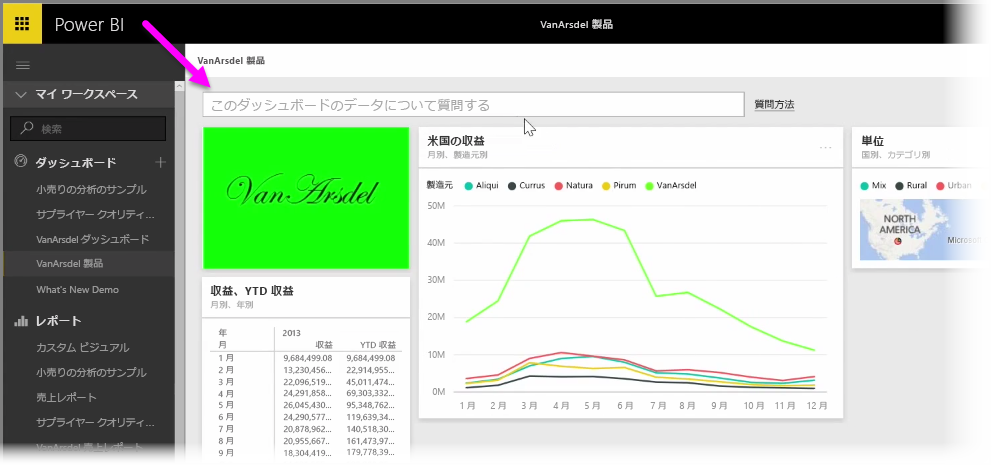 Power BI
VanArsdel 製品
VanArsdel 製品
マイ ワークスペース
検索
ダッシュボード
小売りの分析のサンプル
サプライヤー クオリティ...
VanArsdel ダッシュボード
VanArsdel 製品
What's New Demo
レポート
カスタム ビジュアル
小売りの分析のサンプル
売上レポート
サプライヤー クオリティ...
VanArsdel 売上レポート
このダッシュボードのデータについて質問する
質問方法
VanArsdel
収益、YTD 収益
月別、年別
年 2013
月 収益 YTD 収益
1 月 9,684,499.08 9,684,499.08
2 月 13,230,456... 22,914,955...
3 月 22,096,519... 45,011,474...
4 月 24,291,858... 69,303,332...
5 月 26,045,430... 95,348,762...
6 月 24,290,577... 119,639,34...
7 月 20,878,962... 140,518,30...
8 月 20,955,667... 161,473,97...
9 月 18,304,419... 179,778,39...
米国の収益
月別、製造元別
製造元 Aliqui Currus Natura Pirum VanArsdel
50M
40M
30M
20M
10M
0M
1 月 2 月 3 月 4 月 5 月 6 月 7 月 8 月 9 月 10 月 11 月 12 月
単位
国別、カテゴリ別
Mix Rural Urban
NORTH
AMERICA